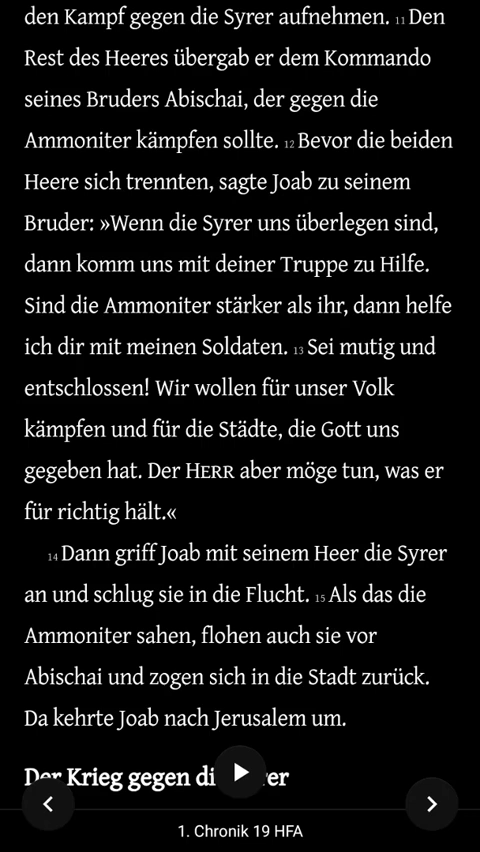 den Kampf gegen die Syrer aufnehmen. 11 Den
Rest des Heeres übergab er dem Kommando
seines Bruders Abischai, der gegen die
Ammoniter kämpfen sollte. 12 Bevor die beiden
Heere sich trennten, sagte Joab zu seinem
Bruder: »Wenn die Syrer uns überlegen sind,
dann komm uns mit deiner Truppe zu Hilfe.
Sind die Ammoniter stärker als ihr, dann helfe
ich dir mit meinen Soldaten. 13 Sei mutig und
entschlossen! Wir wollen für unser Volk
kämpfen und für die Städte, die Gott uns
gegeben hat. Der HERR aber möge tun, was er
für richtig hält.«
14 Dann griff Joab mit seinem Heer die Syrer
an und schlug sie in die Flucht. 15 Als das die
Ammoniter sahen, flohen auch sie vor
Abischai und zogen sich in die Stadt zurück.
Da kehrte Joab nach Jerusalem um.
Der Krieg gegen
1. Chronik 19 HFA